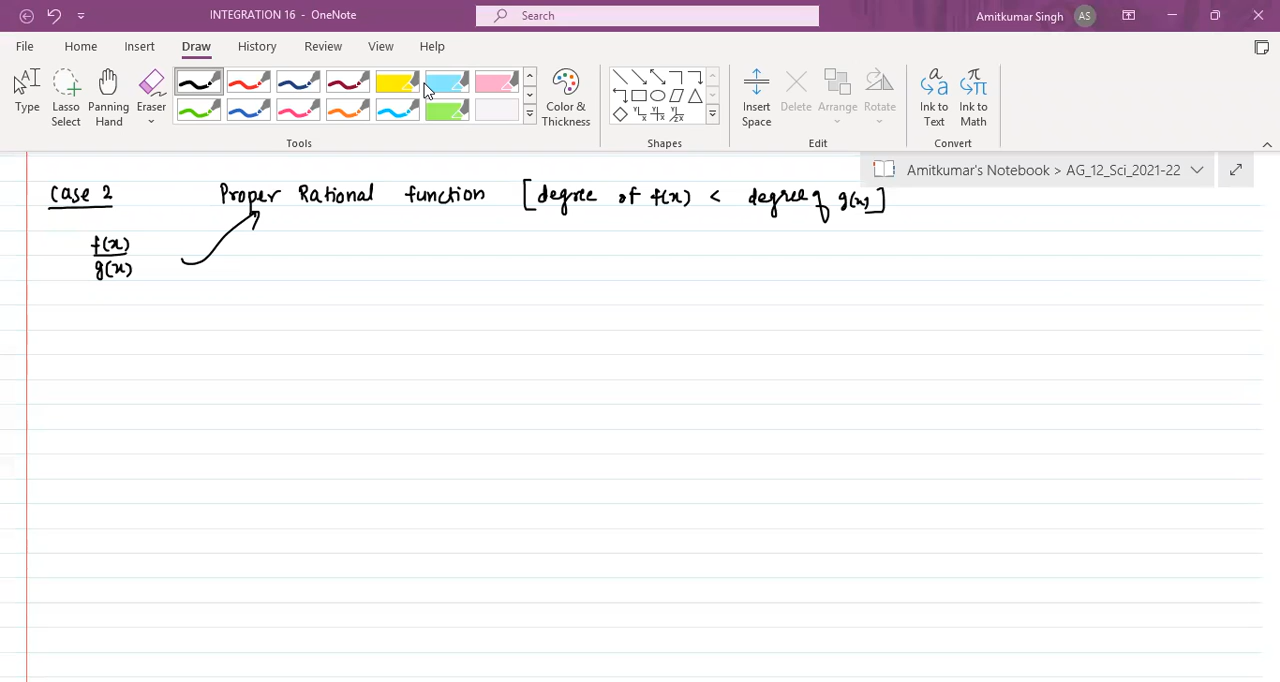 INTEGRATION 16 - OneNote
Search
Amitkumar Singh AS
File Home Insert Draw History Review View Help
Type
Lasso Select
Panning Hand
Eraser
Color & Thickness
Insert Space
Delete
Arrange
Rotate
Ink to Text
Ink to Math
Tools Shapes Edit Convert
Amitkumar's Notebook > AG_12_Sci_2021-22
Case 2 Proper Rational function [degree of f(x) < degree of g(x)]
f(x)
g(x)